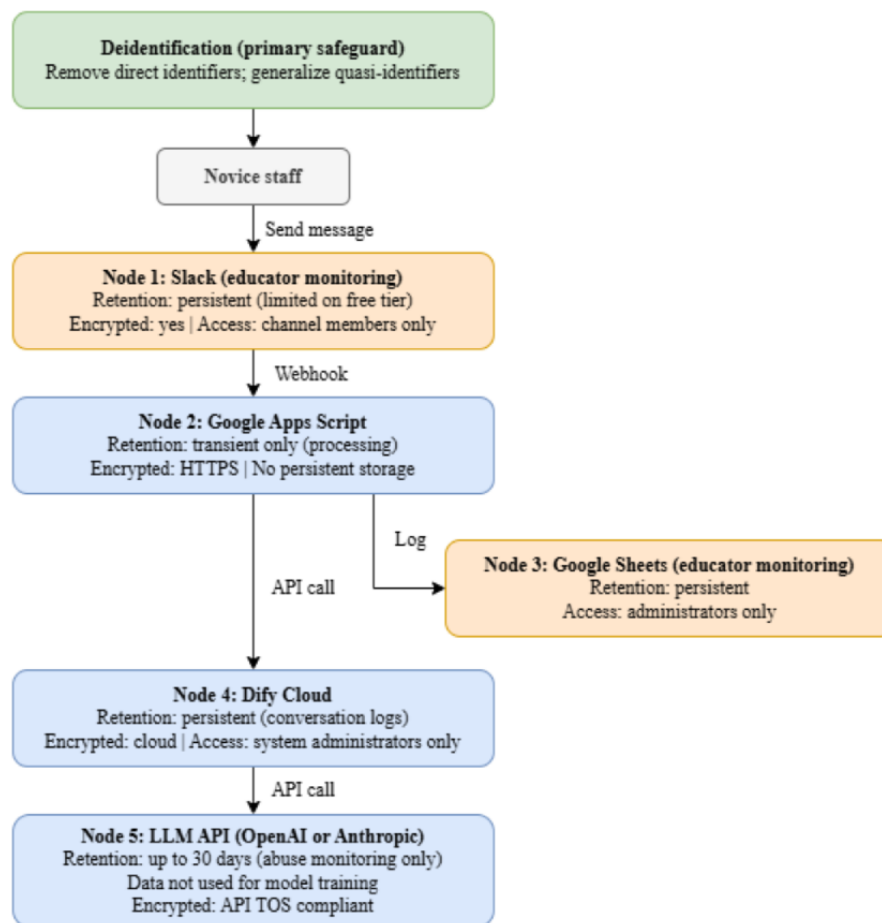 Deidentification (primary safeguard)
Remove direct identifiers; generalize quasi-identifiers
Novice staff
Send message
Node 1: Slack (educator monitoring)
Retention: persistent (limited on free tier)
Encrypted: yes | Access: channel members only
Webhook
Node 2: Google Apps Script
Retention: transient only (processing)
Encrypted: HTTPS | No persistent storage
Log
Node 3: Google Sheets (educator monitoring)
Retention: persistent
Access: administrators only
API call
Node 4: Dify Cloud
Retention: persistent (conversation logs)
Encrypted: cloud | Access: system administrators only
API call
Node 5: LLM API (OpenAI or Anthropic)
Retention: up to 30 days (abuse monitoring only)
Data not used for model training
Encrypted: API TOS compliant